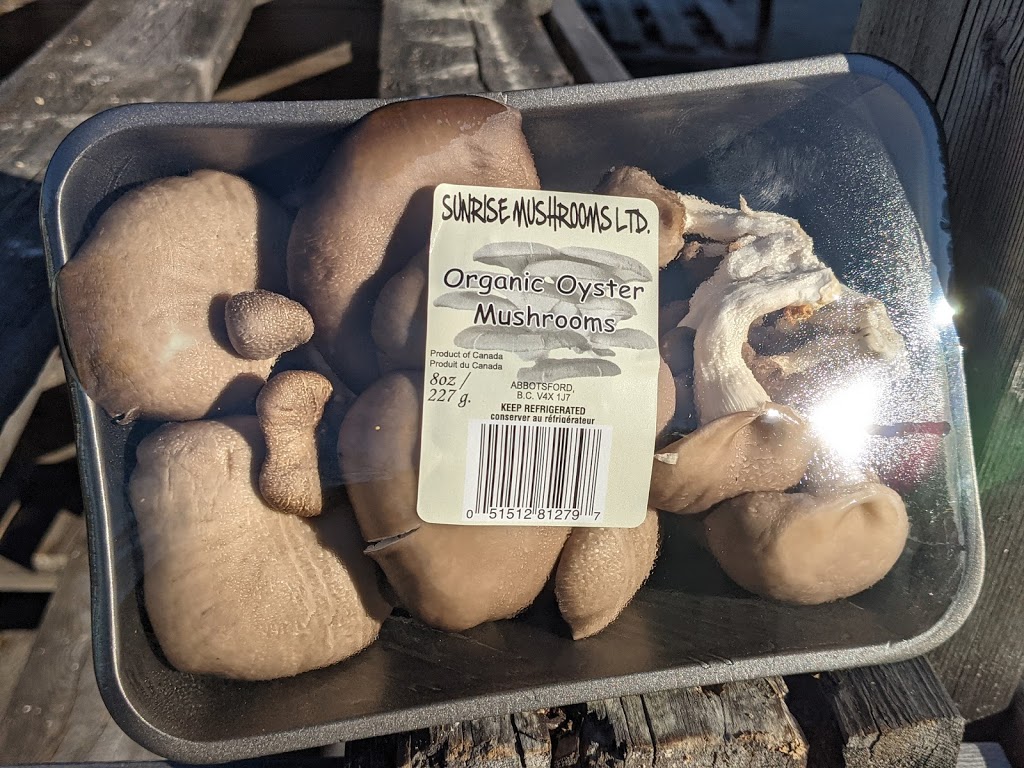 SUNRISE MUSHROOMS LTD.
Organic Oyster
Mushrooms
Product of Canada
Produit du Canada
8oz /
227 g.
ABBOTSFORD,
B.C. V4X 1J7
KEEP REFRIGERATED
conserver au réfrigérateur
0 51512 81279 7